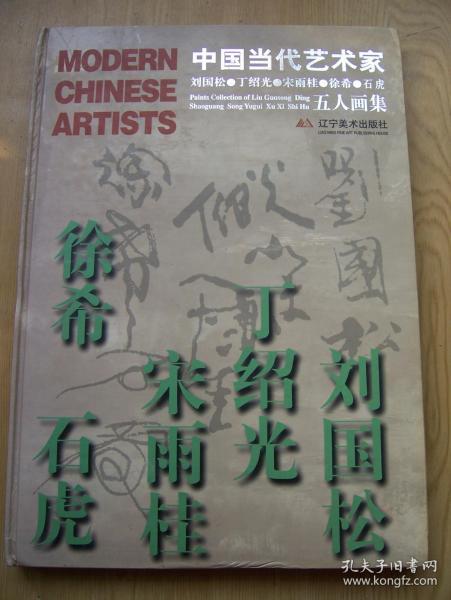 MODERN
CHINESE
ARTISTS
中国当代艺术家
刘国松●丁绍光●宋雨桂●徐希●石虎
Paints Collection of Liu Guosong Ding
Shaoguang Song Yugui Xu Xi Shi Hu
五人画集
辽宁美术出版社
LIAONING FINE ART PUBLISHING HOUSE
劉國松
徐希
石虎
宋雨桂
丁绍光
刘国松
孔夫子旧书网
www.kongfz.com